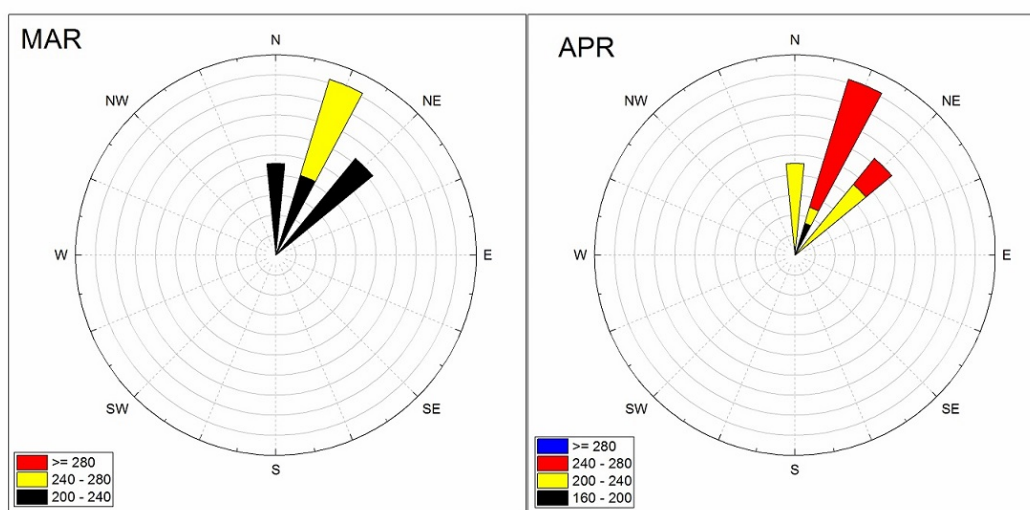 MAR
N
NW
NE
W
E
SW
SE
S
>= 280
240 - 280
200 - 240
APR
N
NW
NE
W
E
SW
SE
S
>= 280
240 - 280
200 - 240
160 - 200